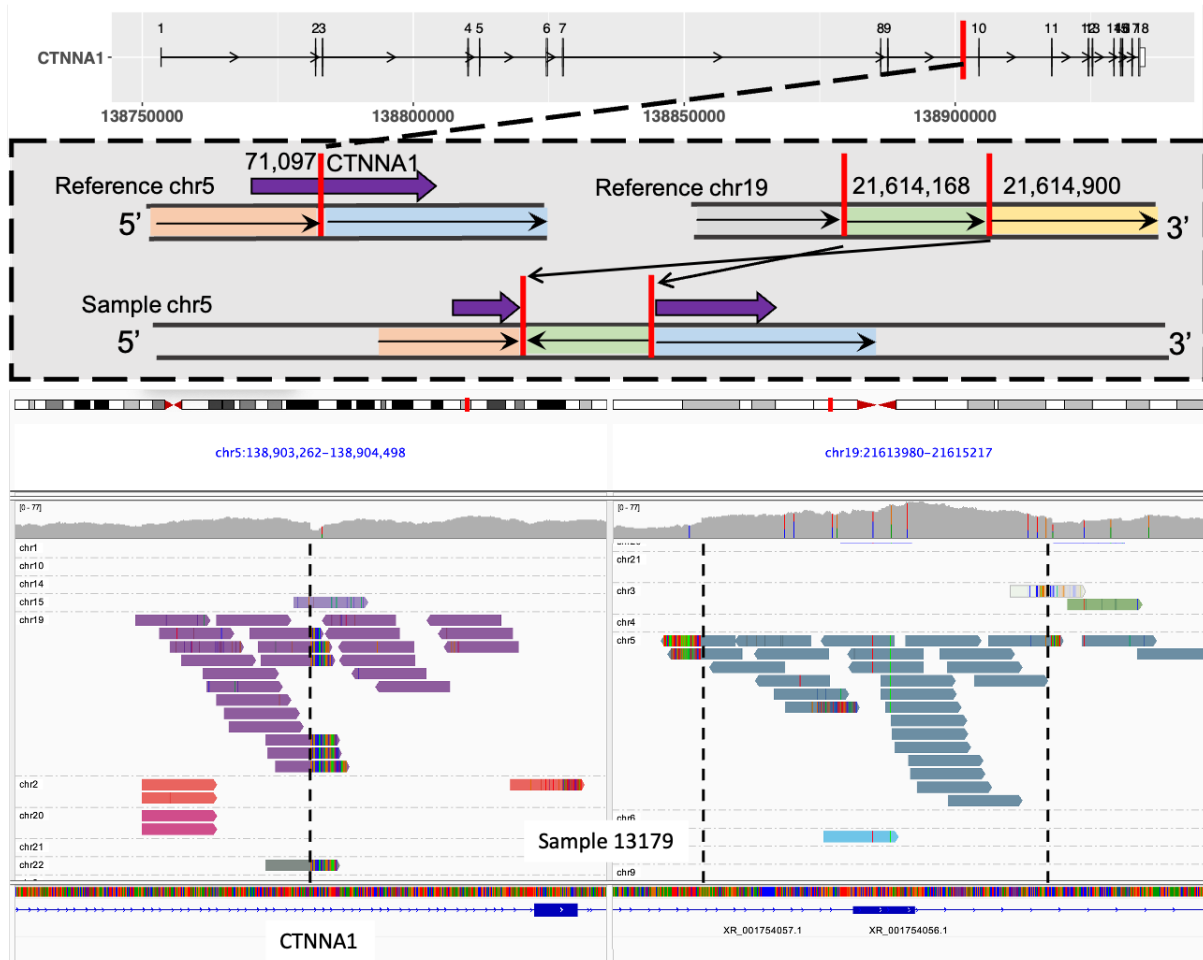 1 2 3 4 5 6 7 8 9 10 11 12 13
CTNNA1
138750000 138800000 138850000 138900000
71,097 CTNNA1
Reference chr5
Reference chr19
21,614,168 21,614,900
5’ 3’
Sample chr5
5’ 3’
chr5:138,903,262-138,904,498 chr19:21613980-21615217
[0 - 77] [0 - 77]
chr1
chr10
chr14
chr15
chr19
chr2
chr20
chr21
chr22
chr21
chr3
chr4
chr5
chr6
chr9
Sample 13179
CTNNA1
XR_001754057.1 XR_001754056.1